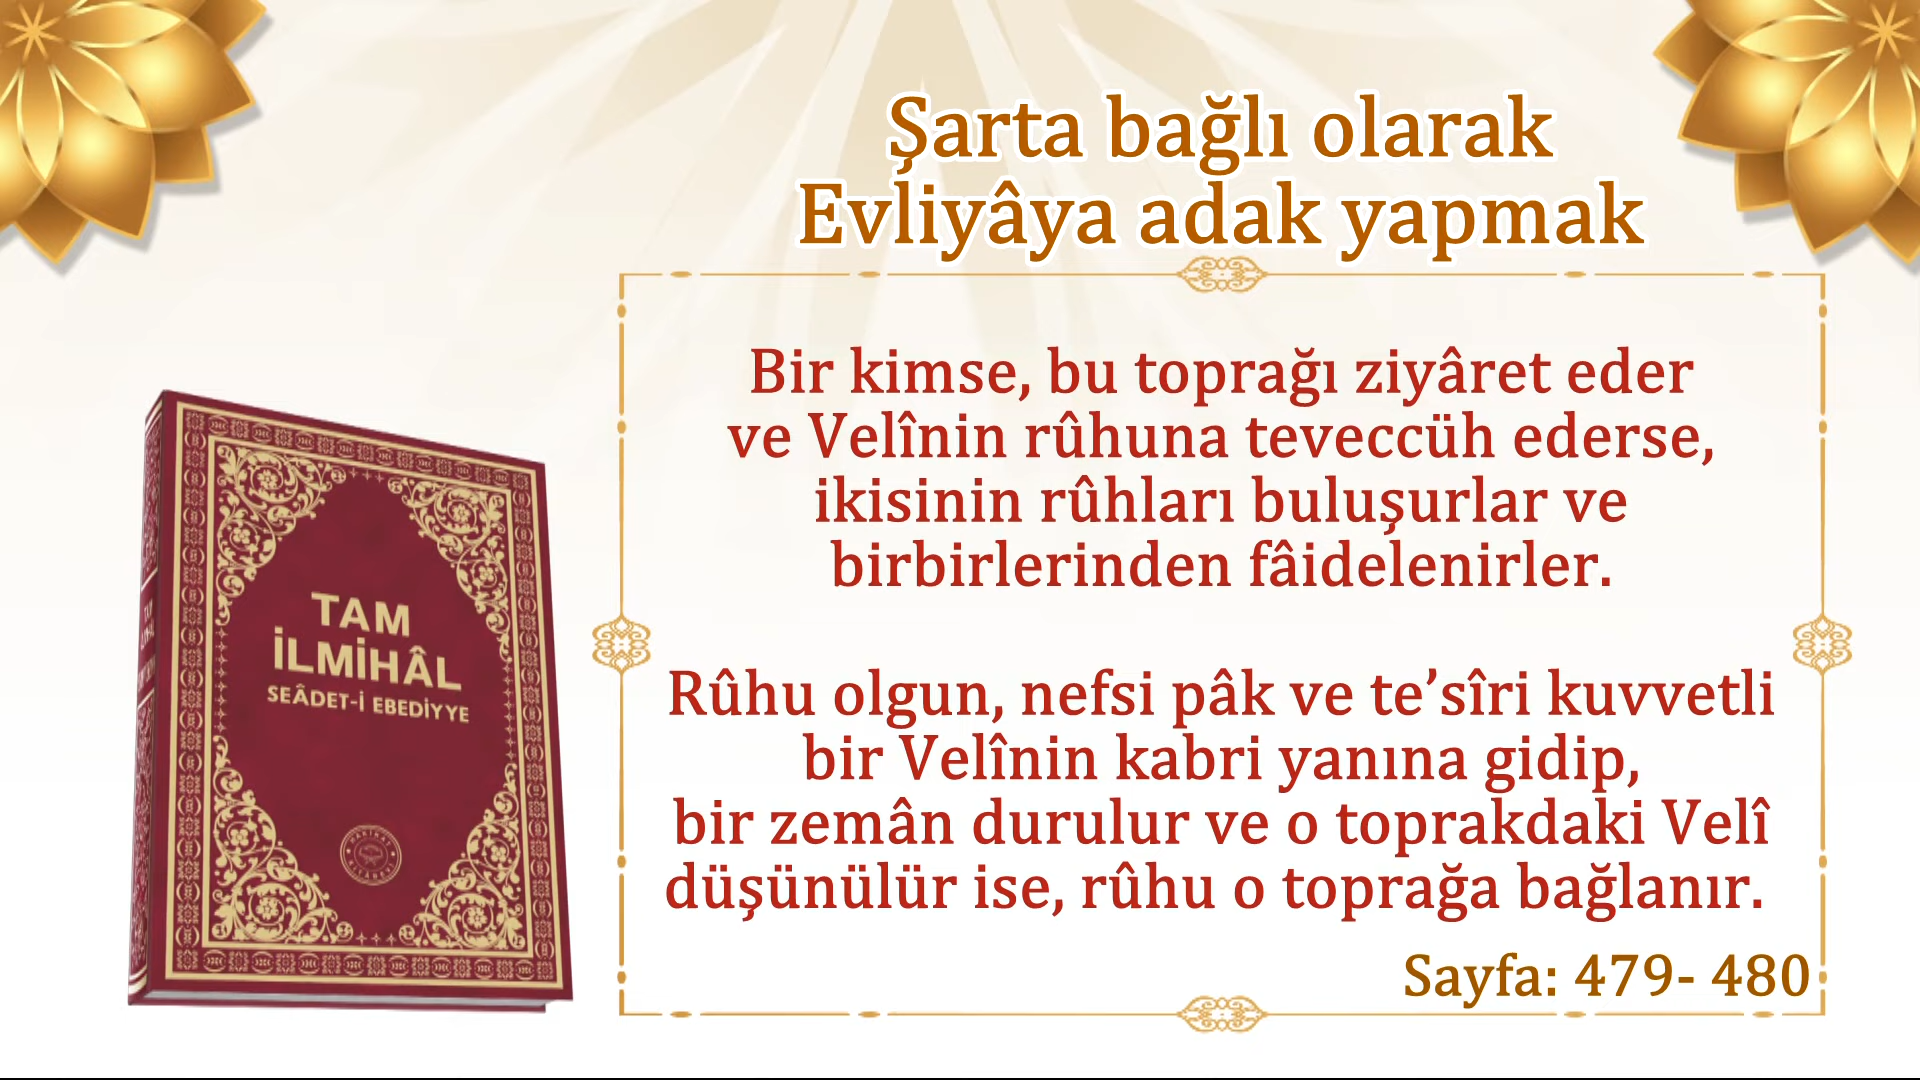 Şarta bağlı olarak
Evliyâya adak yapmak
Bir kimse, bu toprağı ziyâret eder
ve Velînin rûhuna teveccüh ederse,
ikisinin rûhları buluşurlar ve
birbirlerinden fâidelenirler.
Rûhu olgun, nefsi pâk ve te’sîri kuvvetli
bir Velînin kabri yanına gidip,
bir zemân durulur ve o toprakdaki Velî
düşünülür ise, rûhu o toprağa bağlanır.
Sayfa: 479- 480
TAM
İLMİHÂL
SEÂDET-İ EBEDİYYE